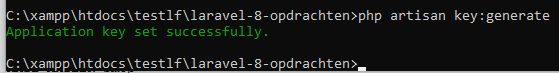 C:\xampp\htdocs\testlf\laravel-8-opdrachten>php artisan key:generate
Application key set successfully.
C:\xampp\htdocs\testlf\laravel-8-opdrachten>